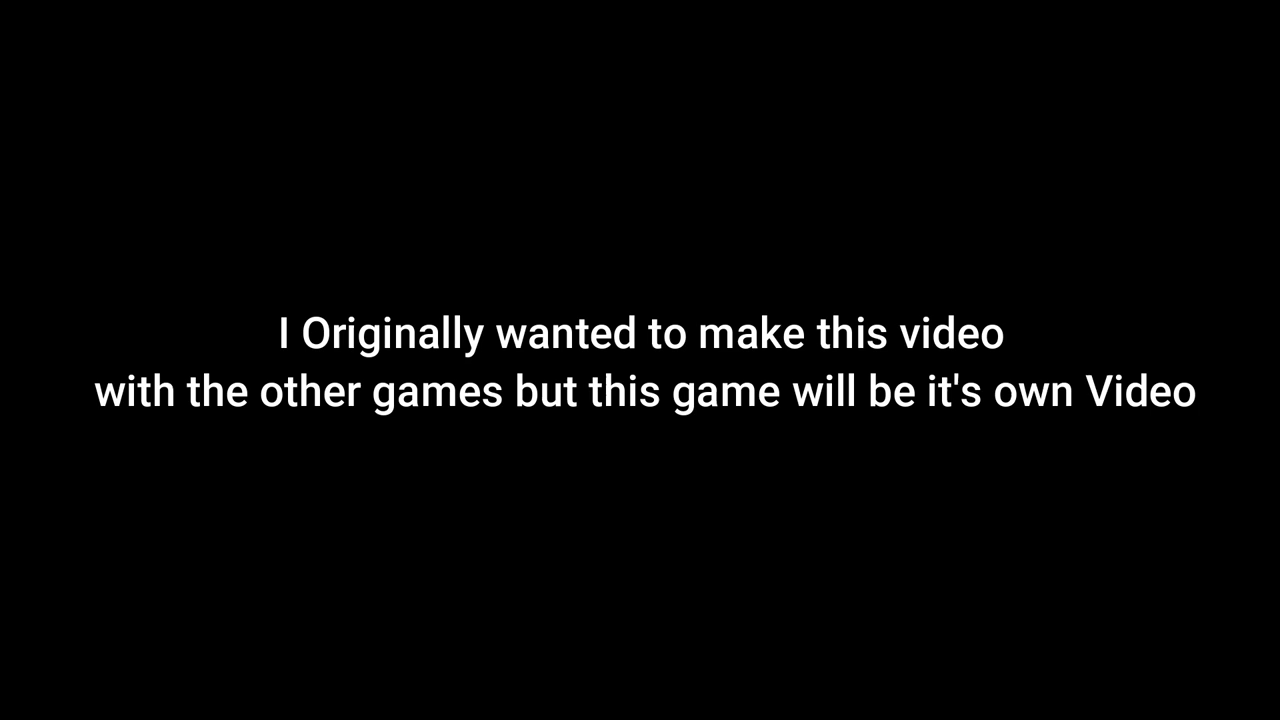 I Originally wanted to make this video
with the other games but this game will be it's own Video